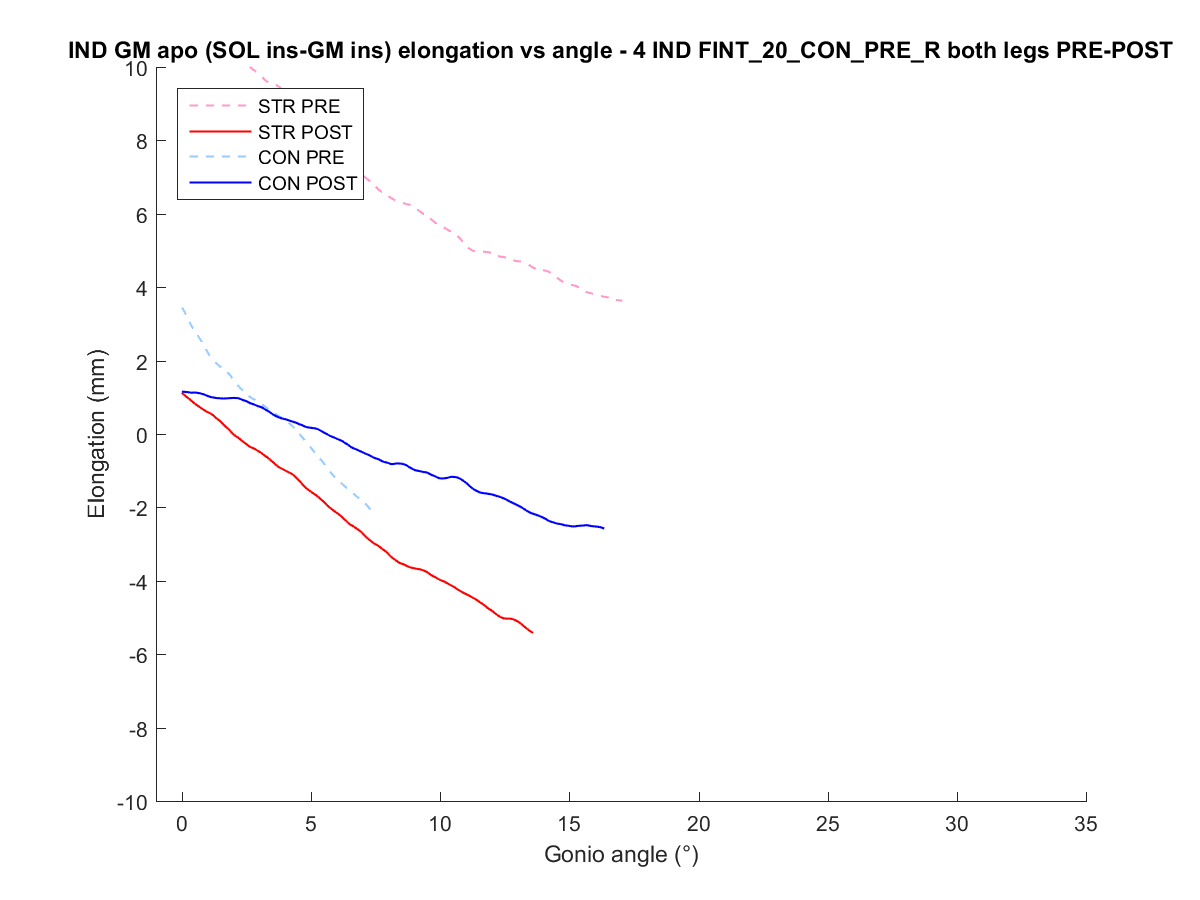 IND GM apo (SOL ins-GM ins) elongation vs angle - 4 IND FINT_20_CON_PRE_R both legs PRE-POST
STR PRE
STR POST
CON PRE
CON POST
10
8
6
4
2
0
-2
-4
-6
-8
-10
Elongation (mm)
0 5 10 15 20 25 30 35
Gonio angle (°)